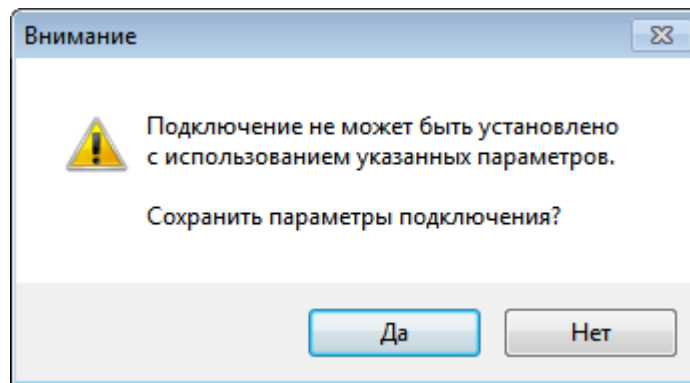 Внимание
Подключение не может быть установлено
с использованием указанных параметров.
Сохранить параметры подключения?
Да
Нет